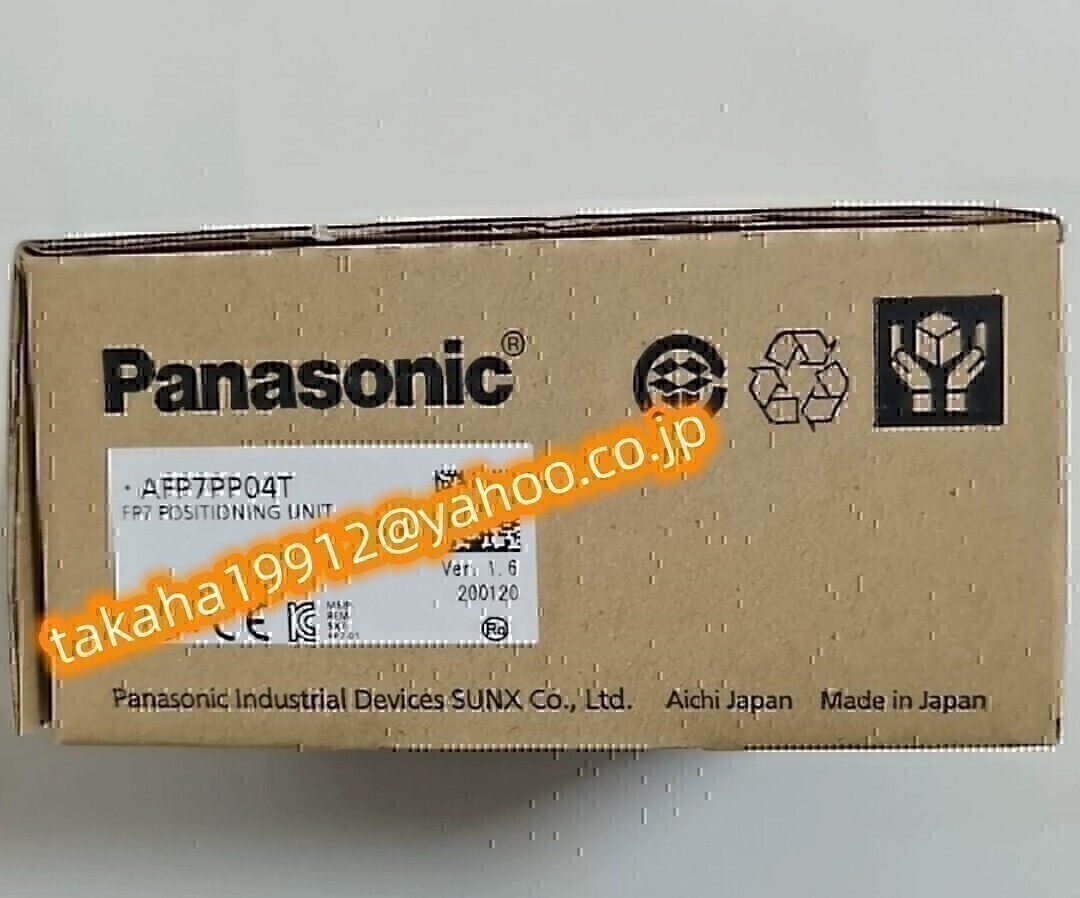 Panasonic®
AFP7PP04T
FP7 POSITIONING UNIT
takaha19912@yahoo.co.jp
Ver. 1.6
200120
Panasonic Industrial Devices SUNX Co., Ltd. Aichi Japan Made in Japan